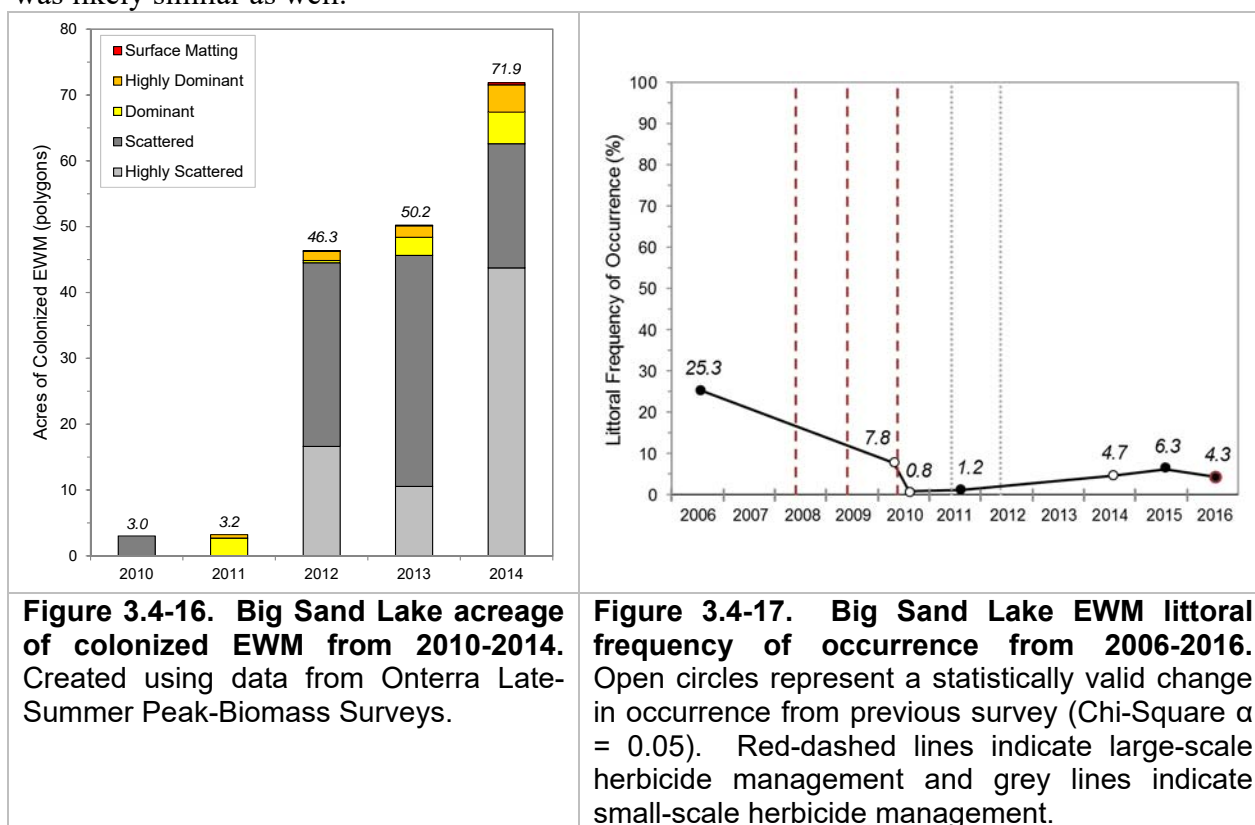 was likely similar as well.
80
70
60
50
40
30
20
10
0
Acres of Colonized EWM (polygons)
Surface Matting
Highly Dominant
Dominant
Scattered
Highly Scattered
3.0
3.2
46.3
50.2
71.9
2010 2011 2012 2013 2014
100
90
80
70
60
50
40
30
20
10
0
Littoral Frequency of Occurrence (%)
25.3
7.8
0.8
1.2
4.7
6.3
4.3
2006 2007 2008 2009 2010 2011 2012 2013 2014 2015 2016
Figure 3.4-16. Big Sand Lake acreage
of colonized EWM from 2010-2014.
Created using data from Onterra Late-
Summer Peak-Biomass Surveys.
Figure 3.4-17. Big Sand Lake EWM littoral
frequency of occurrence from 2006-2016.
Open circles represent a statistically valid change
in occurrence from previous survey (Chi-Square α
= 0.05). Red-dashed lines indicate large-scale
herbicide management and grey lines indicate
small-scale herbicide management.